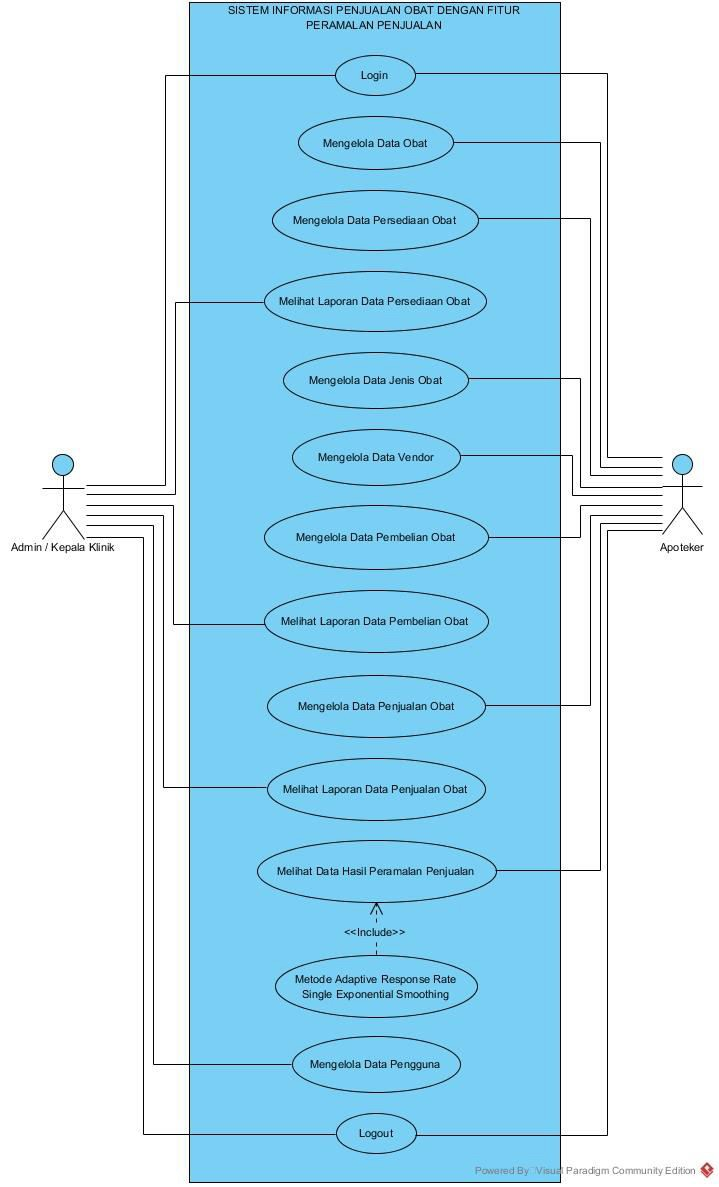 SISTEM INFORMASI PENJUALAN OBAT DENGAN FITUR
PERAMALAN PENJUALAN
Login
Mengelola Data Obat
Mengelola Data Persediaan Obat
Melihat Laporan Data Persediaan Obat
Mengelola Data Jenis Obat
Mengelola Data Vendor
Mengelola Data Pembelian Obat
Admin / Kepala Klinik
Apoteker
Melihat Laporan Data Pembelian Obat
Mengelola Data Penjualan Obat
Melihat Laporan Data Penjualan Obat
Melihat Data Hasil Peramalan Penjualan
<<Include>>
Metode Adaptive Response Rate
Single Exponential Smoothing
Mengelola Data Pengguna
Logout
Powered By Visual Paradigm Community Edition